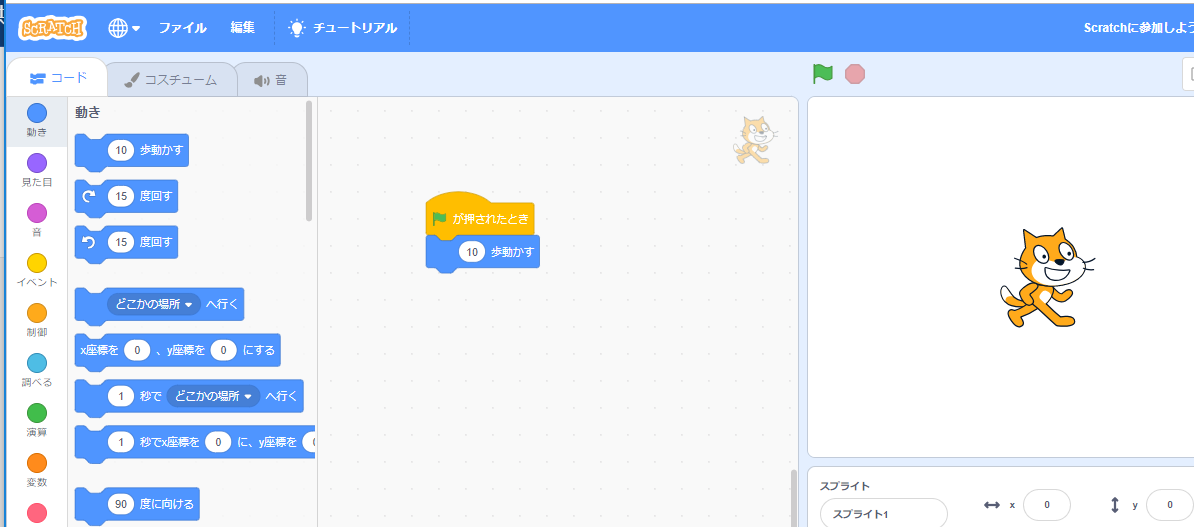 SCRATCH ファイル 編集 チュートリアル Scratchに参加しよう
コード コスチューム 音
動き
見た目
音
イベント
制御
調べる
演算
変数
動き
10 歩動かす
15 度回す
15 度回す
どこかの場所 へ行く
x座標を 0 、y座標を 0 にする
1 秒で どこかの場所 へ行く
1 秒でx座標を 0 に、y座標を
90 度に向ける
が押されたとき
10 歩動かす
スプライト
スプライト1
x 0 y 0